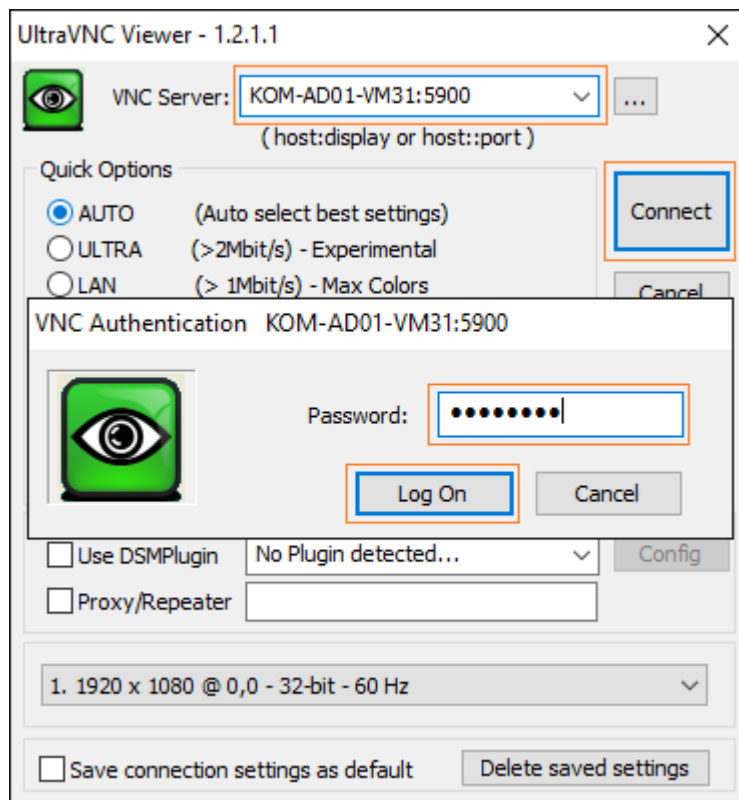 UltraVNC Viewer - 1.2.1.1
VNC Server: KOM-AD01-VM31:5900 ...
( host:display or host::port )
Quick Options
AUTO (Auto select best settings)
ULTRA (>2Mbit/s) - Experimental
LAN (> 1Mbit/s) - Max Colors
Connect
Cancel
VNC Authentication KOM-AD01-VM31:5900
Password: ●●●●●●●●
Log On Cancel
Use DSMPlugin No Plugin detected... Config
Proxy/Repeater
1. 1920 x 1080 @ 0,0 - 32-bit - 60 Hz
Save connection settings as default Delete saved settings